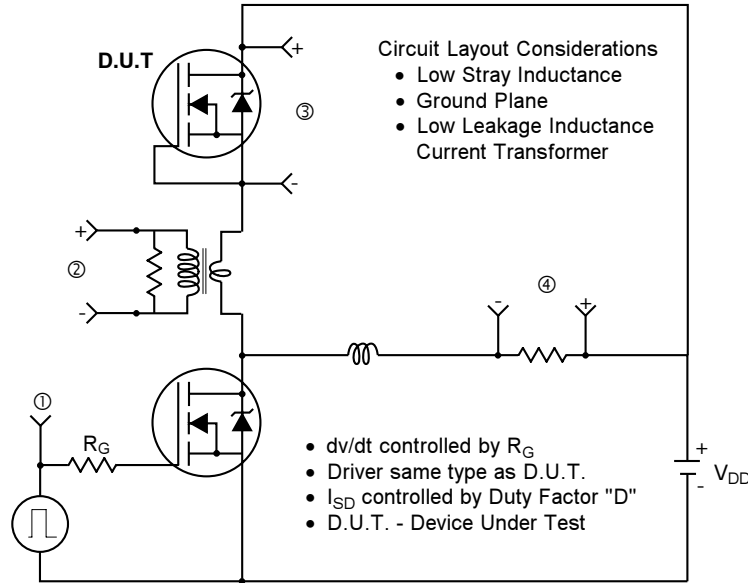 D.U.T
+
③
-
Circuit Layout Considerations
• Low Stray Inductance
• Ground Plane
• Low Leakage Inductance
Current Transformer
+
②
-
④
-
+
①
R_G
• dv/dt controlled by R_G
• Driver same type as D.U.T.
• I_SD controlled by Duty Factor "D"
• D.U.T. - Device Under Test
+
V_DD
-